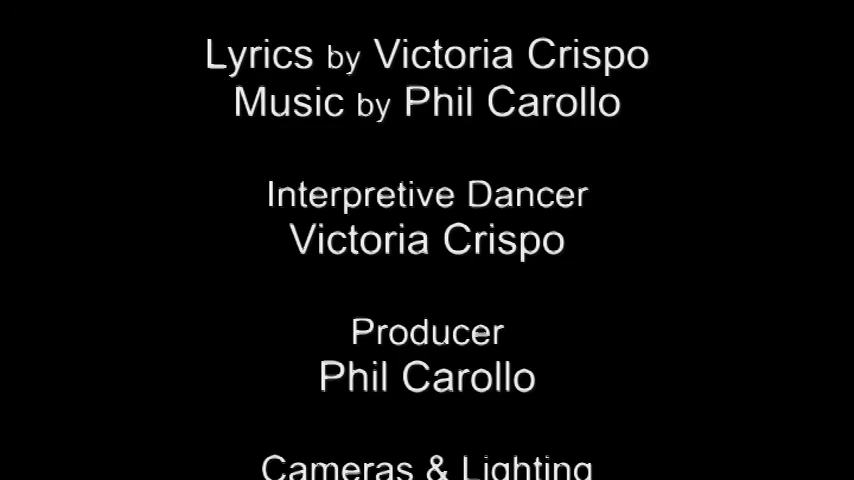 Lyrics by Victoria Crispo
Music by Phil Carollo
Interpretive Dancer
Victoria Crispo
Producer
Phil Carollo
Cameras & Lighting